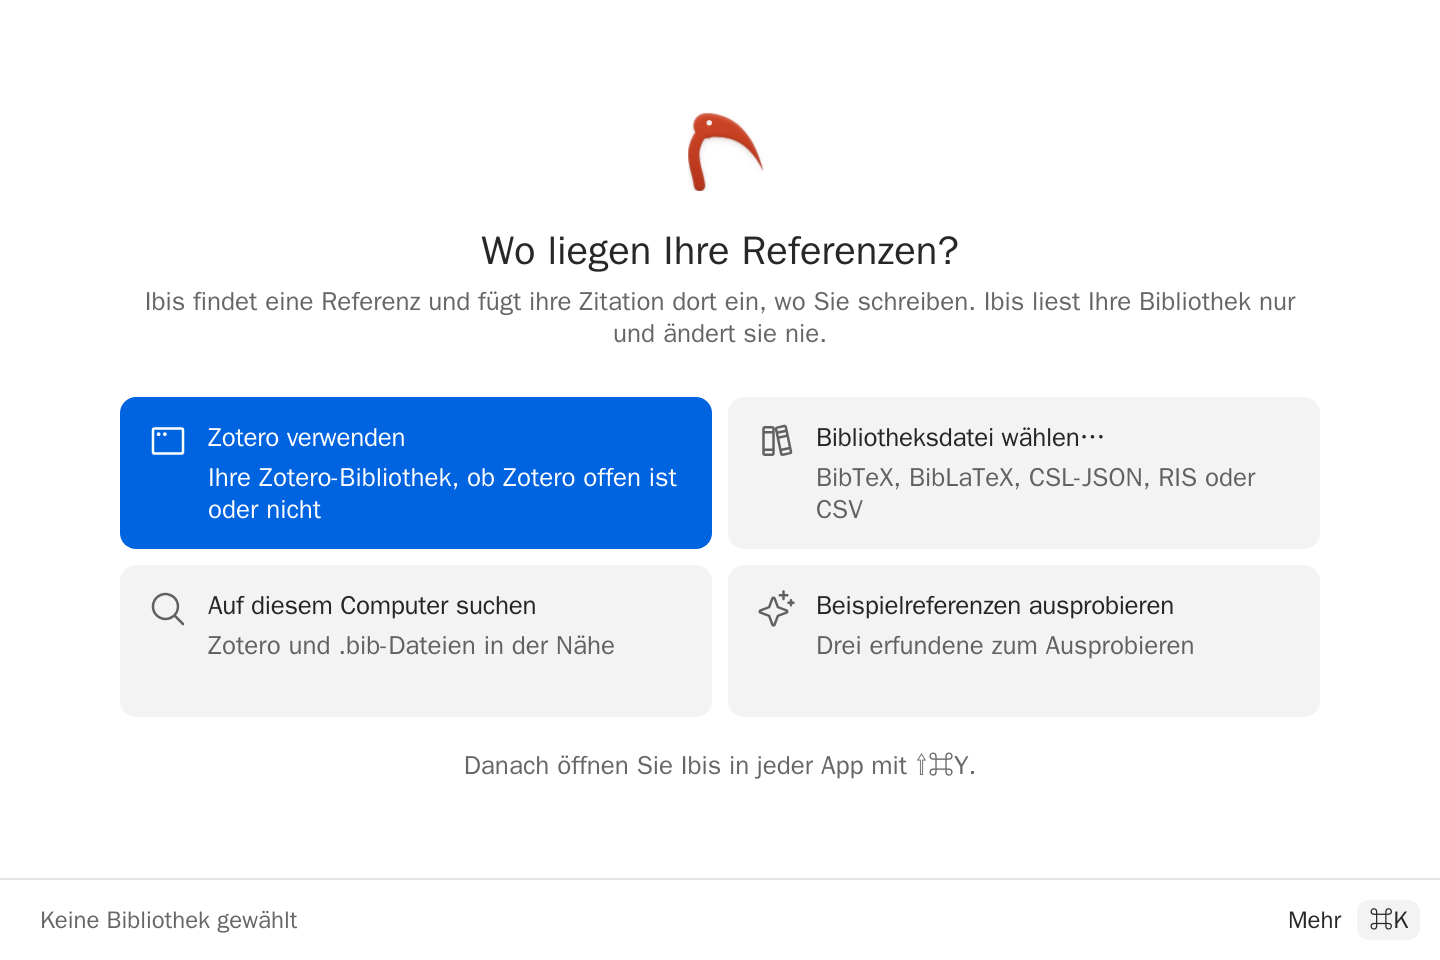 Wo liegen Ihre Referenzen?
Ibis findet eine Referenz und fügt ihre Zitation dort ein, wo Sie schreiben. Ibis liest Ihre Bibliothek nur
und ändert sie nie.
Zotero verwenden
Ihre Zotero-Bibliothek, ob Zotero offen ist
oder nicht
Bibliotheksdatei wählen…
BibTeX, BibLaTeX, CSL-JSON, RIS oder
CSV
Auf diesem Computer suchen
Zotero und .bib-Dateien in der Nähe
Beispielreferenzen ausprobieren
Drei erfundene zum Ausprobieren
Danach öffnen Sie Ibis in jeder App mit ⇧⌘Y.
Keine Bibliothek gewählt
Mehr ⌘K